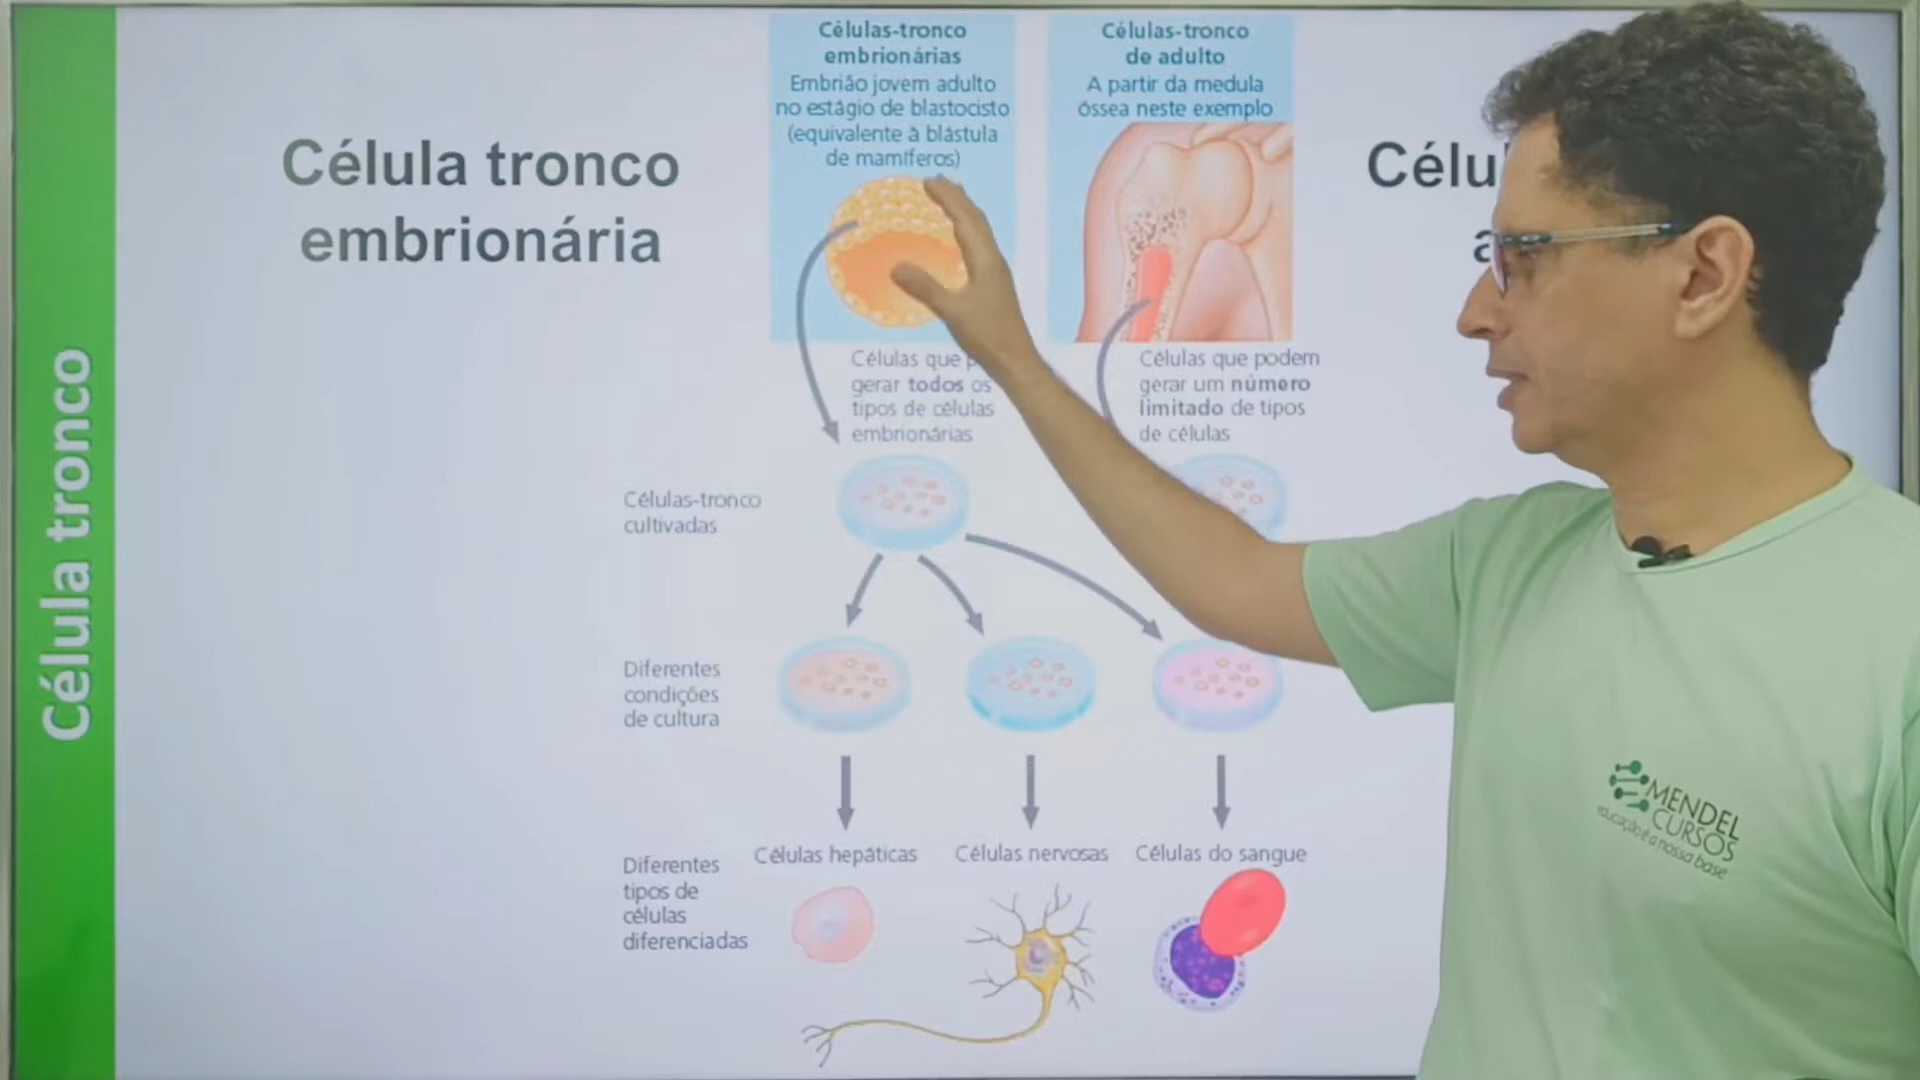 Célula tronco
Célula tronco
embrionária
Células-tronco
embrionárias
Embrião jovem adulto
no estágio de blastocisto
(equivalente à blástula
de mamíferos)
Células-tronco
de adulto
A partir da medula
óssea neste exemplo
Células que
gerar todos os
tipos de células
embrionárias
Células que podem
gerar um número
limitado de tipos
de células
Células-tronco
cultivadas
Diferentes
condições
de cultura
Diferentes
tipos de
células
diferenciadas
Células hepáticas
Células nervosas
Células do sangue
MENDEL
CURSOS
educação é a nossa base